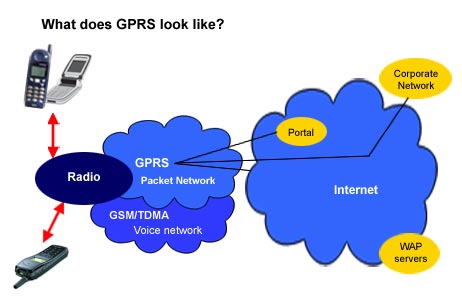 What does GPRS look like?
Corporate
Network
Portal
GPRS
Packet Network
Radio
Internet
GSM/TDMA
Voice network
WAP
servers